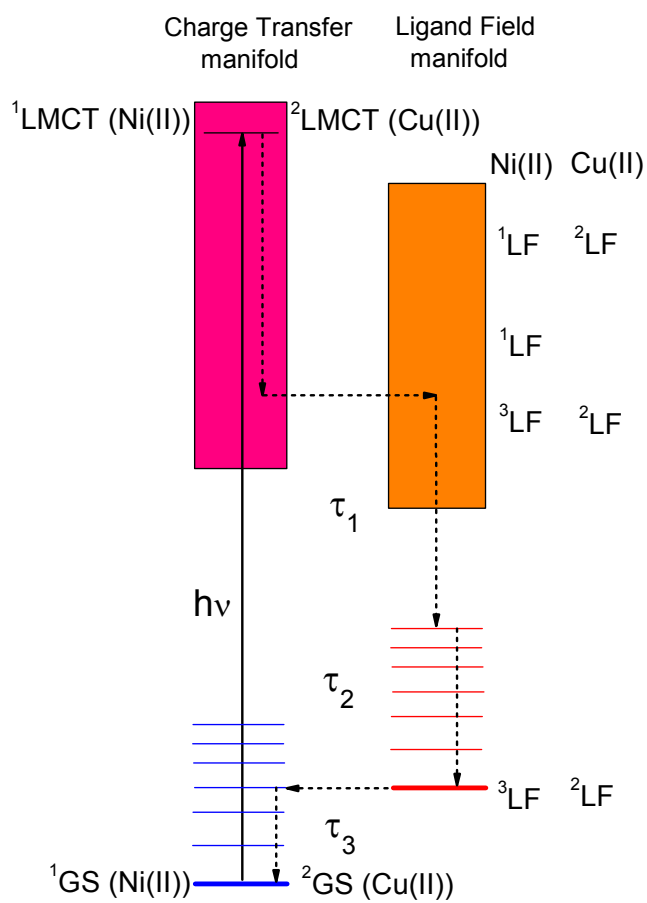 Charge Transfer manifold
Ligand Field manifold
¹LMCT (Ni(II))
²LMCT (Cu(II))
Ni(II) Cu(II)
¹LF ²LF
¹LF
³LF ²LF
τ₁
hν
τ₂
³LF ²LF
τ₃
¹GS (Ni(II))
²GS (Cu(II))